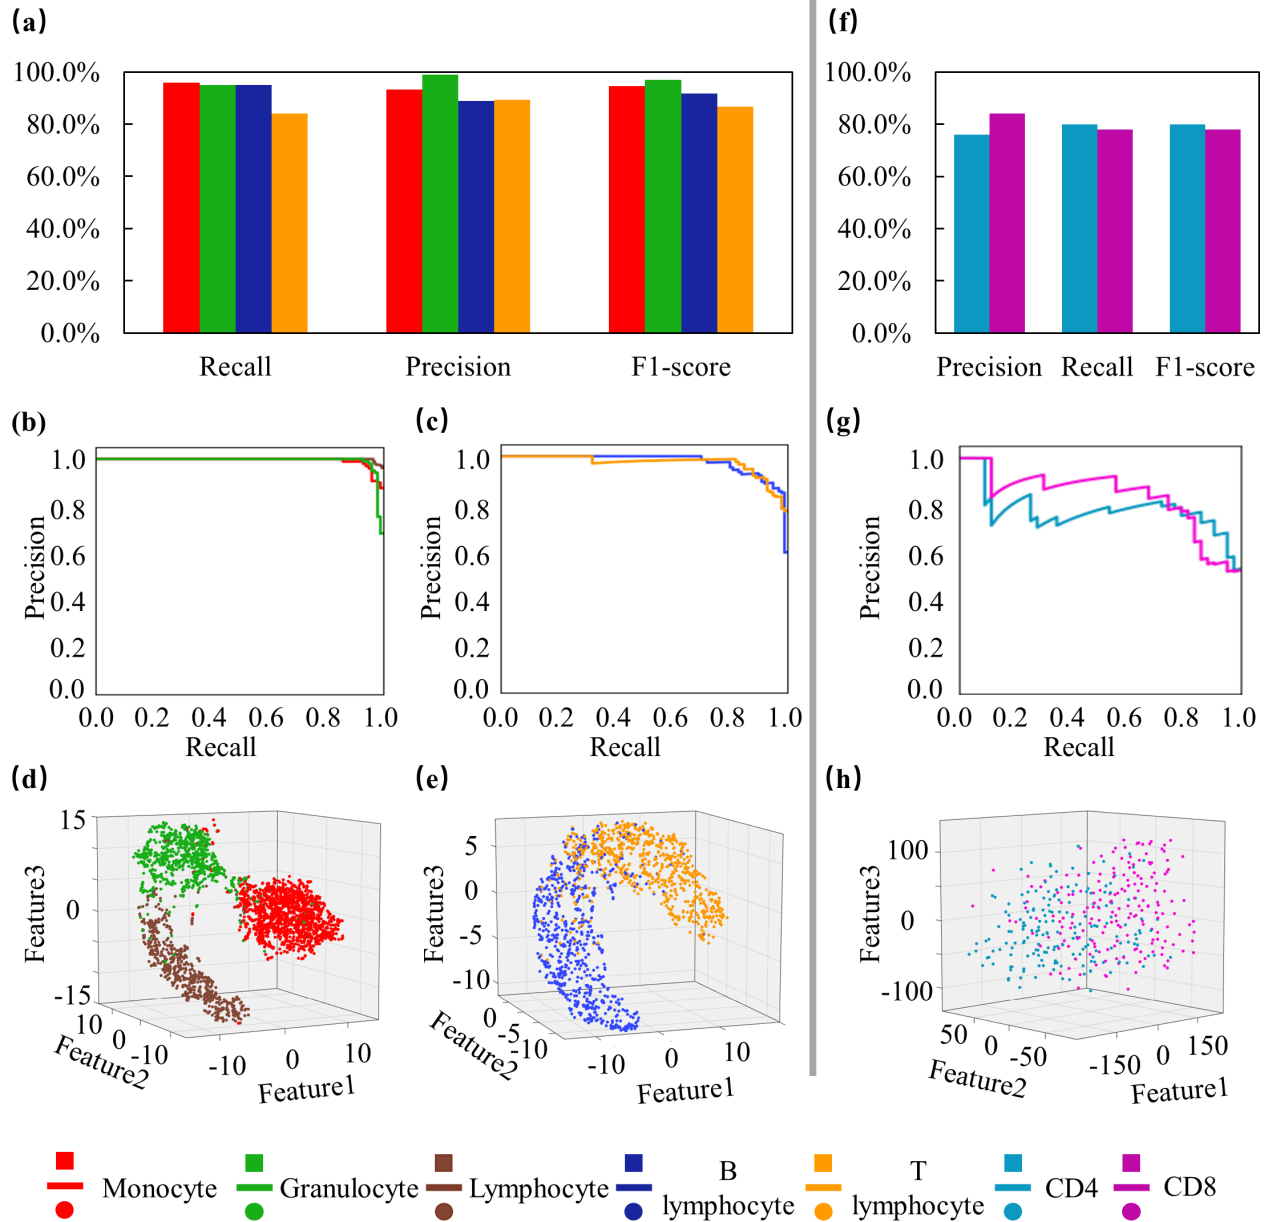 (a)
100.0%
80.0%
60.0%
40.0%
20.0%
0.0%
Recall Precision F1-score
(f)
100.0%
80.0%
60.0%
40.0%
20.0%
0.0%
Precision Recall F1-score
(b)
Precision
1.0
0.8
0.6
0.4
0.2
0.0
0.0 0.2 0.4 0.6 0.8 1.0
Recall
(c)
Precision
1.0
0.8
0.6
0.4
0.2
0.0
0.0 0.2 0.4 0.6 0.8 1.0
Recall
(g)
Precision
1.0
0.8
0.6
0.4
0.2
0.0
0.0 0.2 0.4 0.6 0.8 1.0
Recall
(d)
Feature3
15
0
-15
10 0 -10
Feature2
-10 0 10
Feature1
(e)
Feature3
5
0
-5
-10
0 -5 -10
Feature2
-10 0 10
Feature1
(h)
Feature3
100
0
-100
50 0 -50
Feature2
-150 0 150
Feature1
Monocyte
Granulocyte
Lymphocyte
B
lymphocyte
T
lymphocyte
CD4
CD8